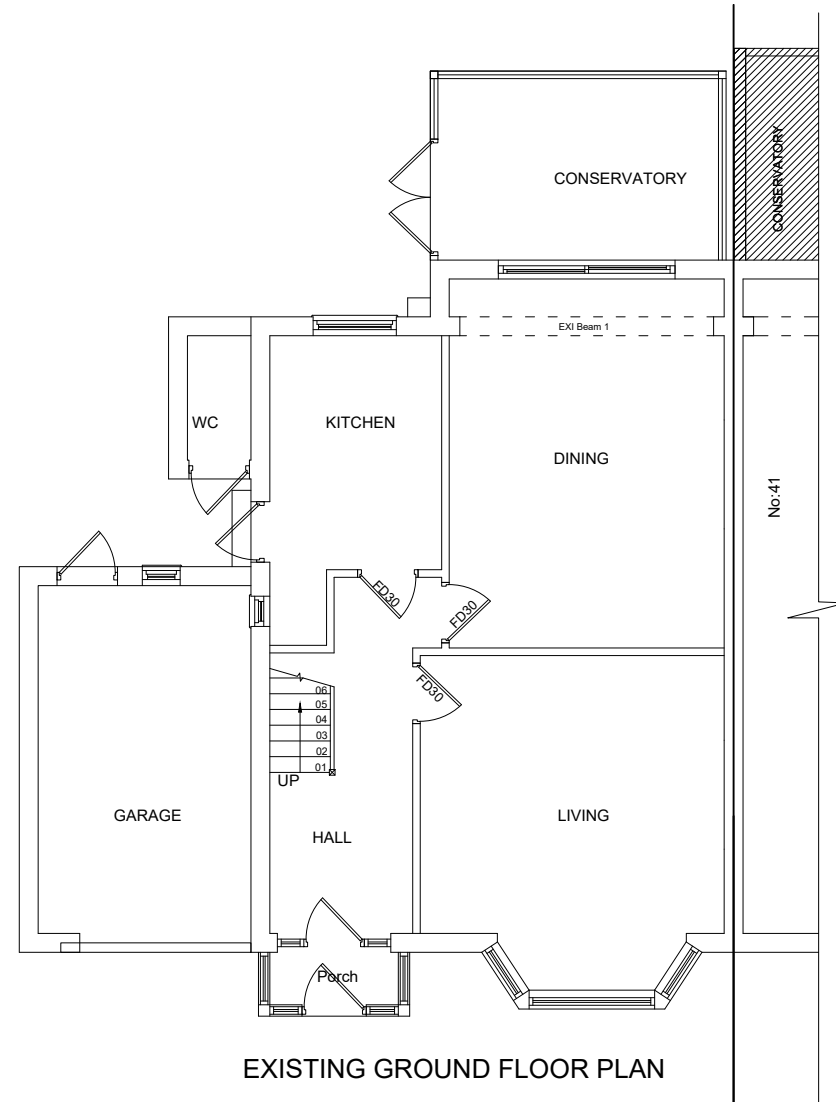 CONSERVATORY
CONSERVATORY
EXI Beam 1
WC
KITCHEN
DINING
No:41
FD30
FD30
FD30
06
05
04
03
02
01
UP
GARAGE
LIVING
HALL
Porch
EXISTING GROUND FLOOR PLAN